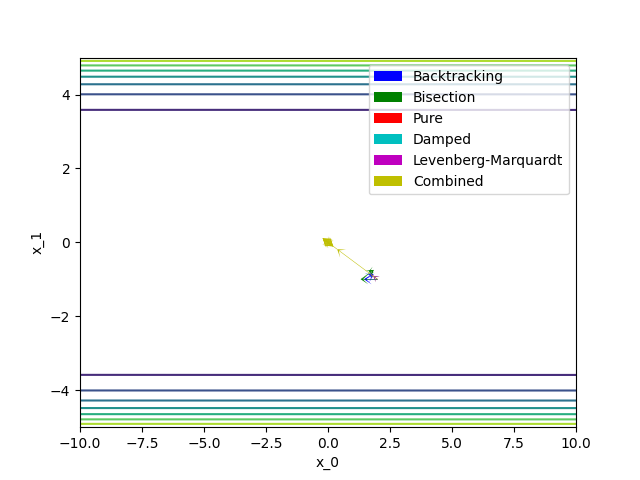 Backtracking
Bisection
Pure
Damped
Levenberg-Marquardt
Combined
4
2
0
−2
−4
x_1
−10.0 −7.5 −5.0 −2.5 0.0 2.5 5.0 7.5 10.0
x_0